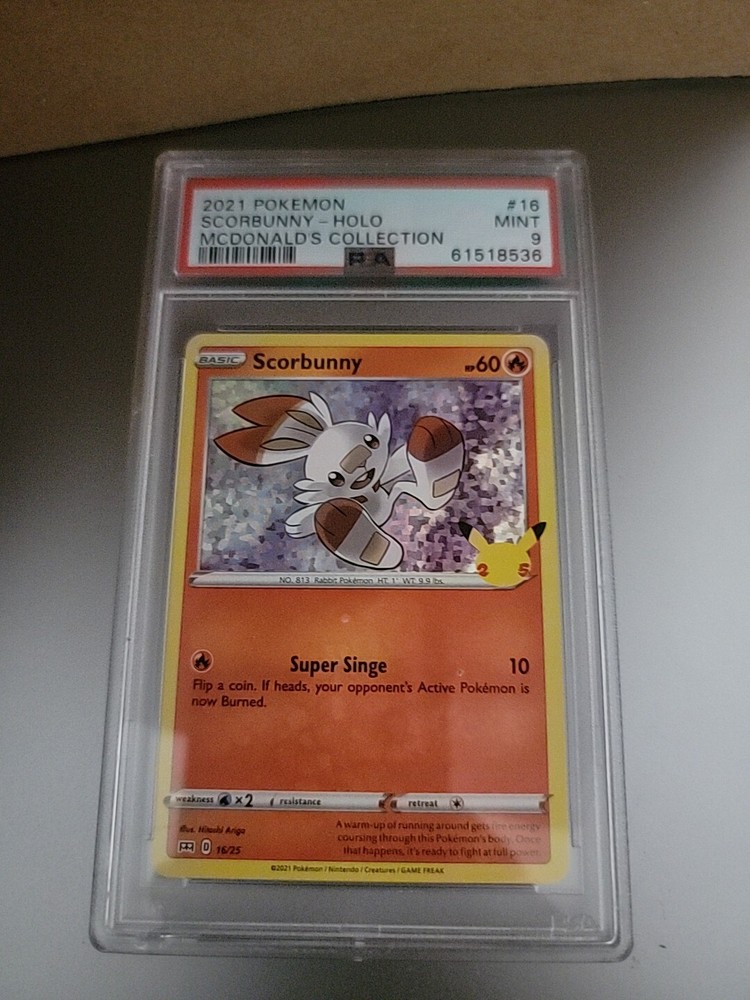 2021 POKEMON #16
SCORBUNNY - HOLO MINT
MCDONALD'S COLLECTION 9
PSA 61518536
BASIC Scorbunny HP60
25
NO. 813 Rabbit Pokémon HT. 1' WT. 9.9 lbs.
Super Singe 10
Flip a coin. If heads, your opponent's Active Pokémon is
now Burned.
weakness ×2 resistance retreat
Illus. Hitoshi Ariga
A warm-up of running around gets fire energy
coursing through this Pokémon's body. Once
that happens, it's ready to fight at full power.
D 16/25
©2021 Pokémon / Nintendo / Creatures / GAME FREAK